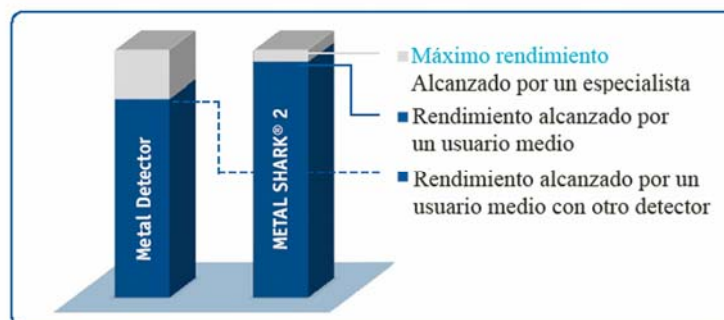 Metal Detector
METAL SHARK® 2
Máximo rendimiento
Alcanzado por un especialista
Rendimiento alcanzado por
un usuario medio
Rendimiento alcanzado por un
usuario medio con otro detector